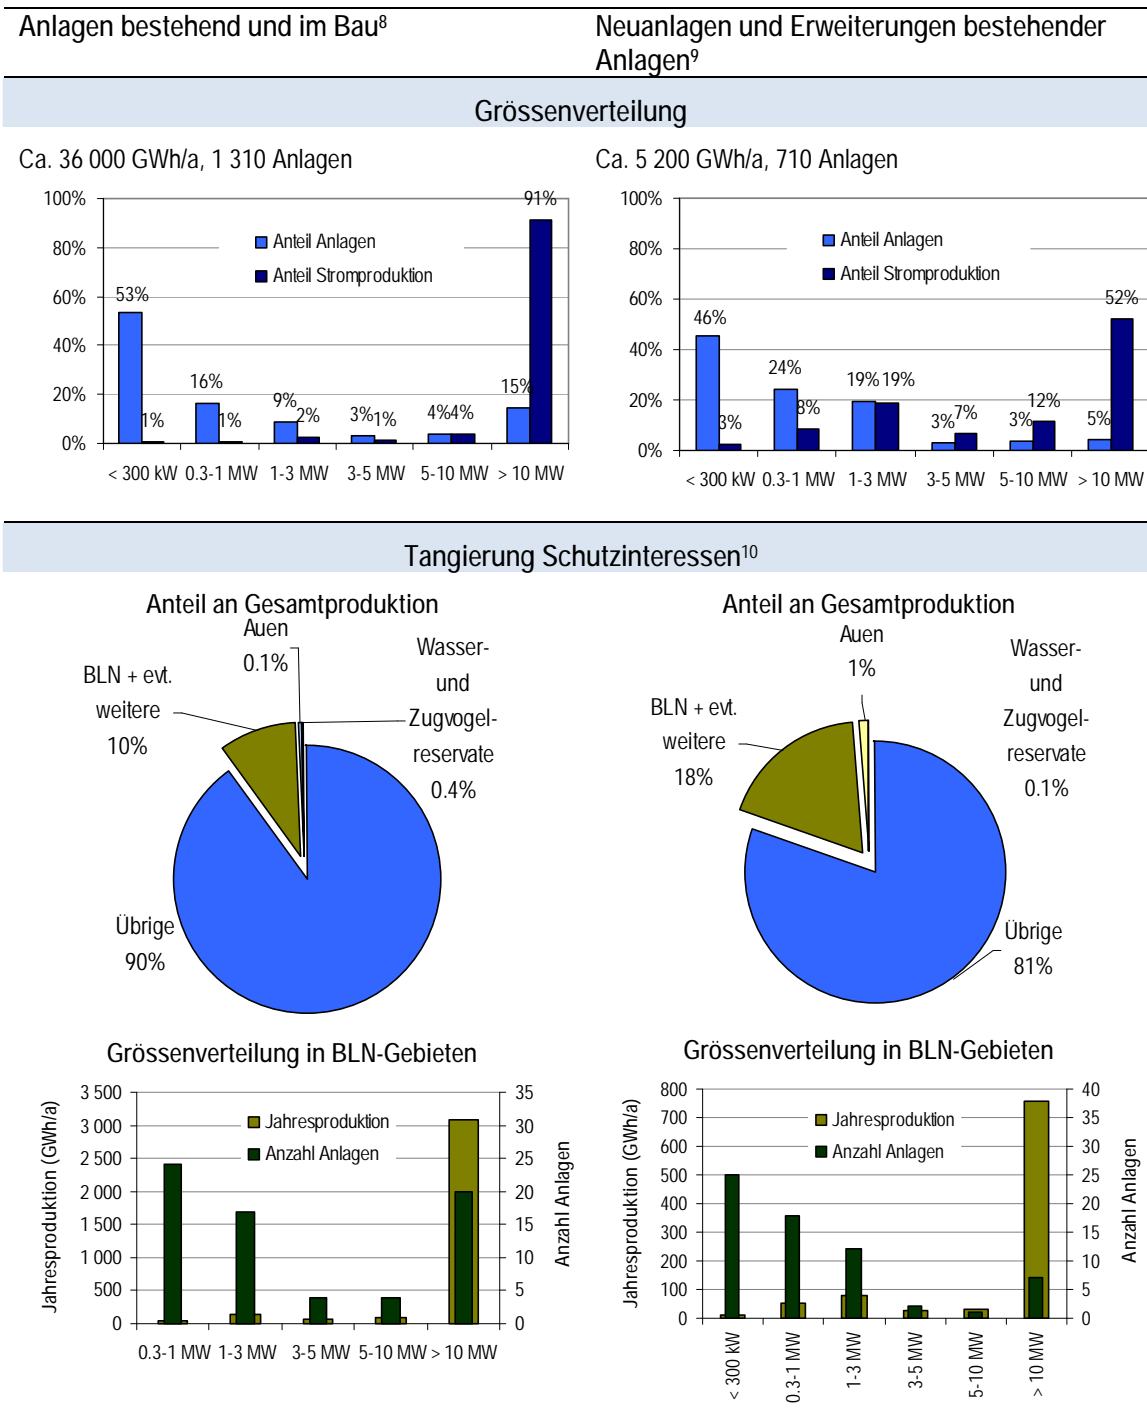 Anlagen bestehend und im Bau⁸
Neuanlagen und Erweiterungen bestehender
Anlagen⁹
Grössenverteilung
Ca. 36 000 GWh/a, 1 310 Anlagen
100%
80%
60%
40%
20%
0%
Anteil Anlagen
Anteil Stromproduktion
53%
1%
16%
1%
9%
2%
3%
1%
4%
4%
15%
91%
< 300 kW
0.3-1 MW
1-3 MW
3-5 MW
5-10 MW
> 10 MW
Ca. 5 200 GWh/a, 710 Anlagen
100%
80%
60%
40%
20%
0%
Anteil Anlagen
Anteil Stromproduktion
46%
3%
24%
8%
19%
19%
3%
7%
3%
12%
5%
52%
< 300 kW
0.3-1 MW
1-3 MW
3-5 MW
5-10 MW
> 10 MW
Tangierung Schutzinteressen¹⁰
Anteil an Gesamtproduktion
Auen
0.1%
Wasser-
und
Zugvogel-
reservate
0.4%
BLN + evt.
weitere
10%
Übrige
90%
Anteil an Gesamtproduktion
Auen
1%
Wasser-
und
Zugvogel-
reservate
0.1%
BLN + evt.
weitere
18%
Übrige
81%
Grössenverteilung in BLN-Gebieten
Jahresproduktion (GWh/a)
3 500
3 000
2 500
2 000
1 500
1 000
500
0
Jahresproduktion
Anzahl Anlagen
35
30
25
20
15
10
5
0
Anzahl Anlagen
0.3-1 MW
1-3 MW
3-5 MW
5-10 MW
> 10 MW
Grössenverteilung in BLN-Gebieten
Jahresproduktion (GWh/a)
800
700
600
500
400
300
200
100
0
Jahresproduktion
Anzahl Anlagen
40
35
30
25
20
15
10
5
0
Anzahl Anlagen
< 300 kW
0.3-1 MW
1-3 MW
3-5 MW
5-10 MW
> 10 MW